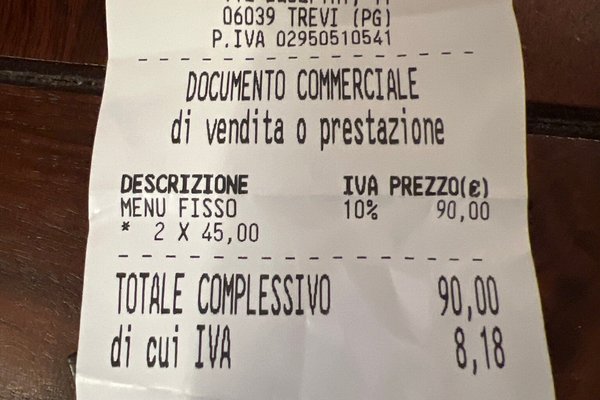 06039 TREVI (PG)
P.IVA 02950510541
DOCUMENTO COMMERCIALE
di vendita o prestazione
DESCRIZIONE IVA PREZZO(€)
MENU FISSO 10% 90,00
* 2 X 45,00
TOTALE COMPLESSIVO 90,00
di cui IVA 8,18